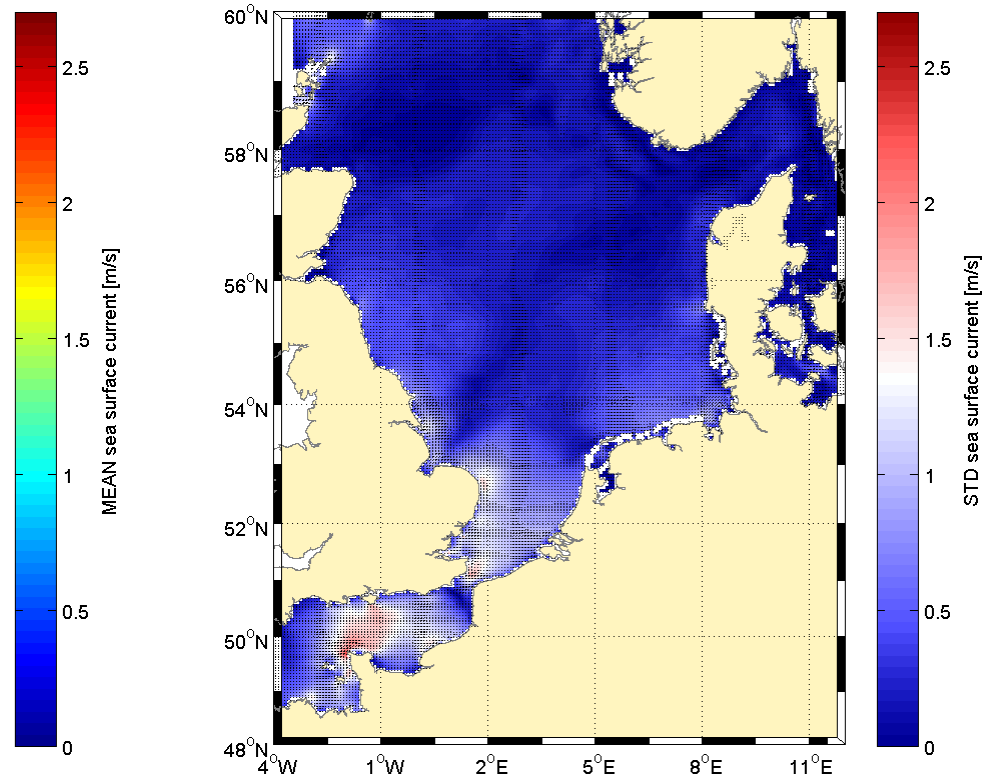 2.5
2
1.5
1
0.5
0
MEAN sea surface current [m/s]
60°N
58°N
56°N
54°N
52°N
50°N
48°N
4°W
1°W
2°E
5°E
8°E
11°E
2.5
2
1.5
1
0.5
0
STD sea surface current [m/s]